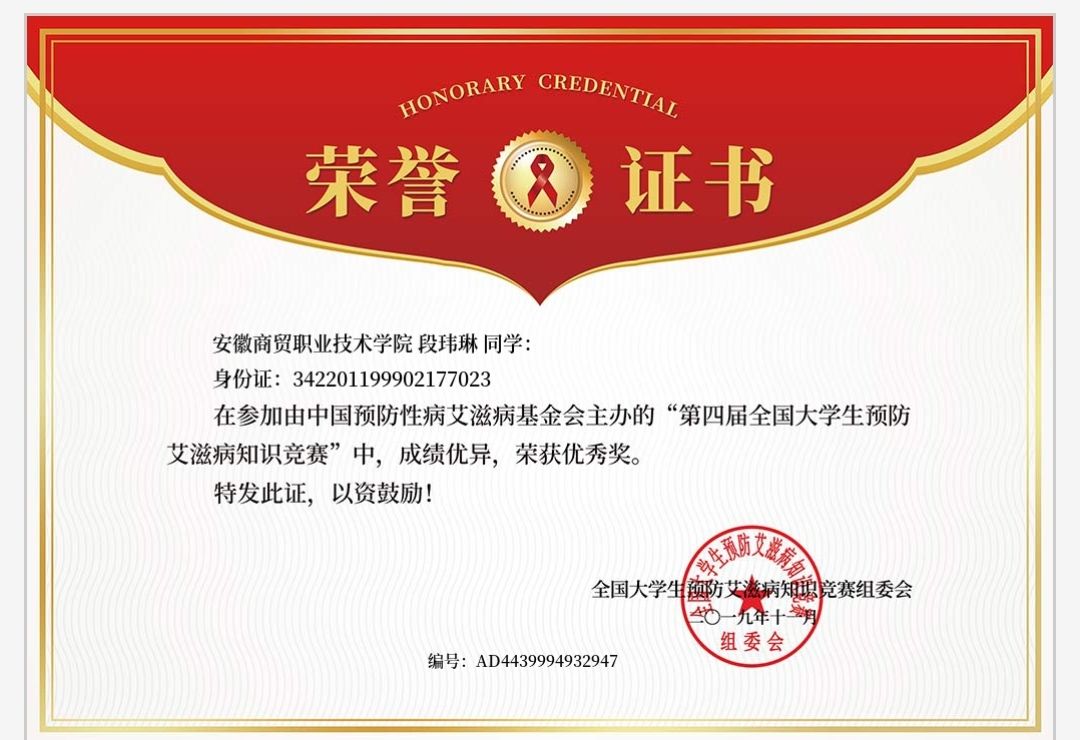 HONORARY CREDENTIAL
荣誉证书
安徽商贸职业技术学院 段玮琳 同学：
身份证：342201199902177023
在参加由中国预防性病艾滋病基金会主办的“第四届全国大学生预防
艾滋病知识竞赛”中，成绩优异，荣获优秀奖。
特发此证，以资鼓励！
全国大学生预防艾滋病知识竞赛组委会
二〇一九年十一月
全国大学生预防艾滋病知识竞赛
组委会
编号：AD4439994932947